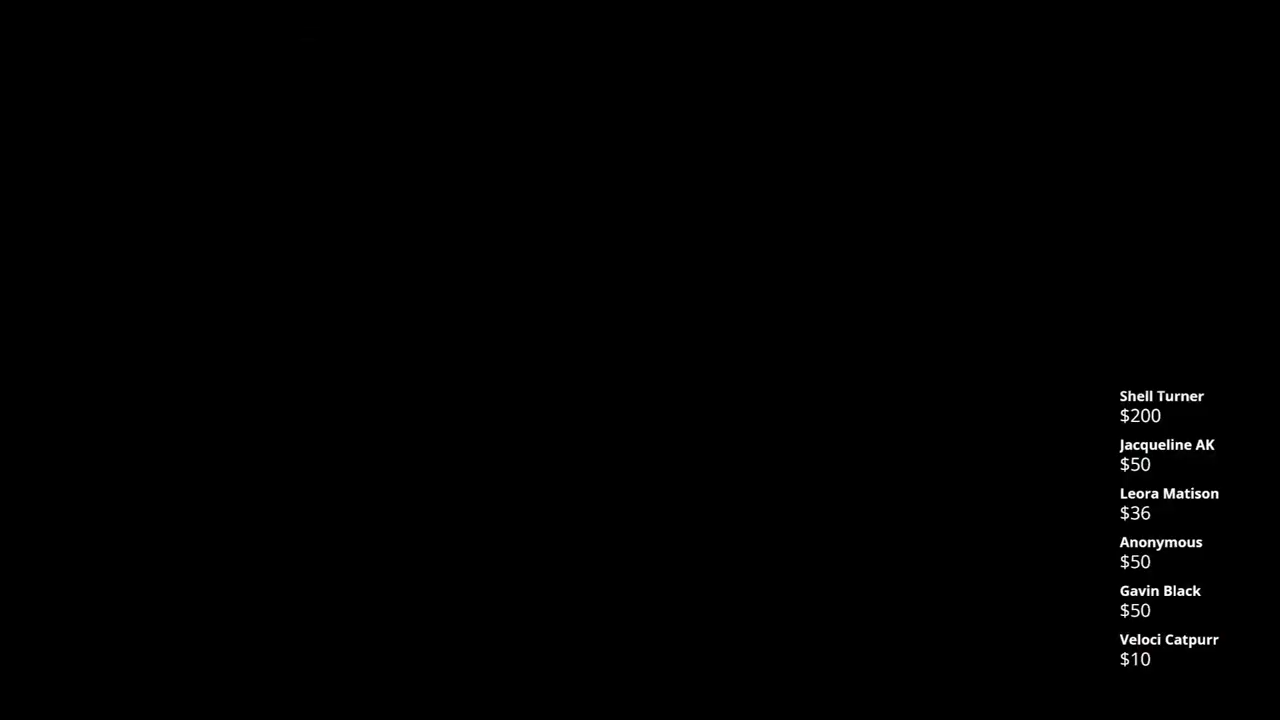 Shell Turner
$200
Jacqueline AK
$50
Leora Matison
$36
Anonymous
$50
Gavin Black
$50
Veloci Catpurr
$10